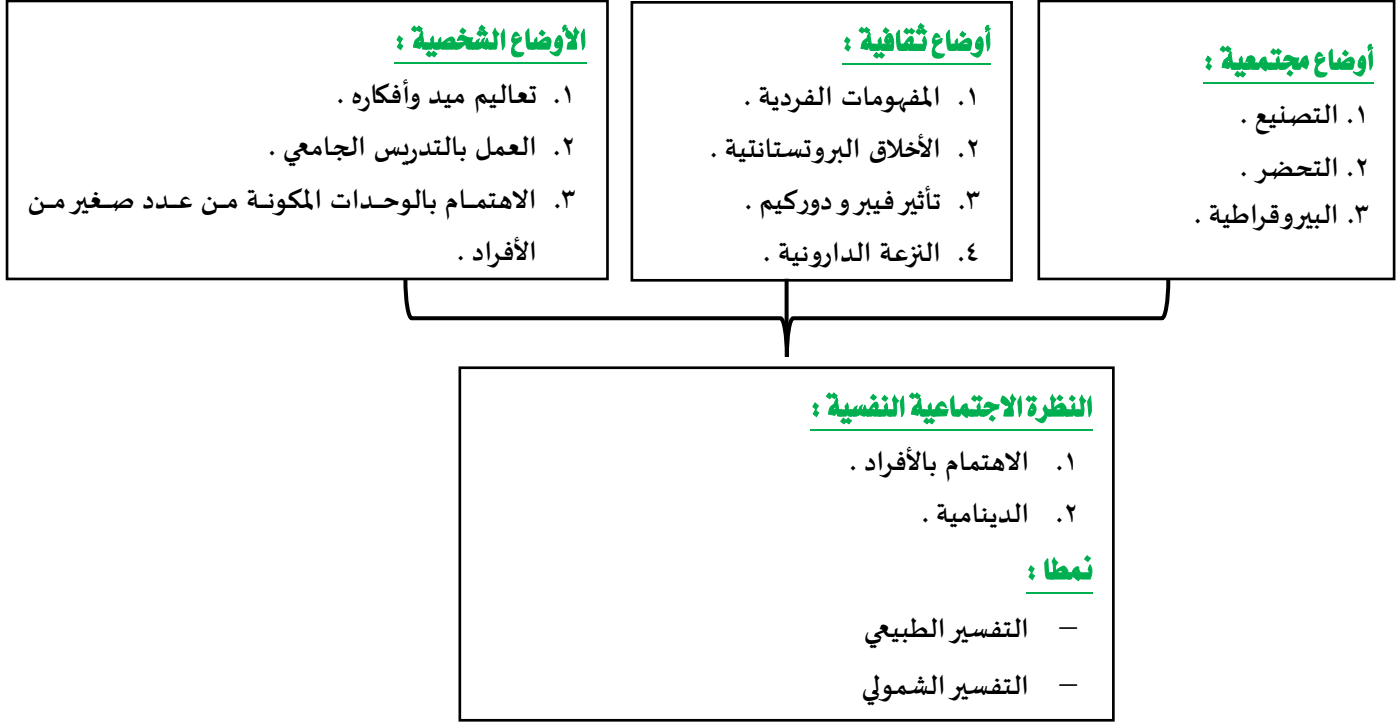 أوضاع مجتمعية :
١. التصنيع .
٢. التحضر .
٣. البيروقراطية .
أوضاع ثقافية :
١. المفهومات الفردية .
٢. الأخلاق البروتستانتية .
٣. تأثير فيبر و دوركيم .
٤. النزعة الدارونية .
الأوضاع الشخصية :
١. تعاليم ميد وأفكاره .
٢. العمل بالتدريس الجامعي .
٣. الاهتمام بالوحدات المكونة من عدد صغير من
الأفراد .
النظرة الاجتماعية النفسية :
١. الاهتمام بالأفراد .
٢. الدينامية .
نمطا :
– التفسير الطبيعي
– التفسير الشمولي